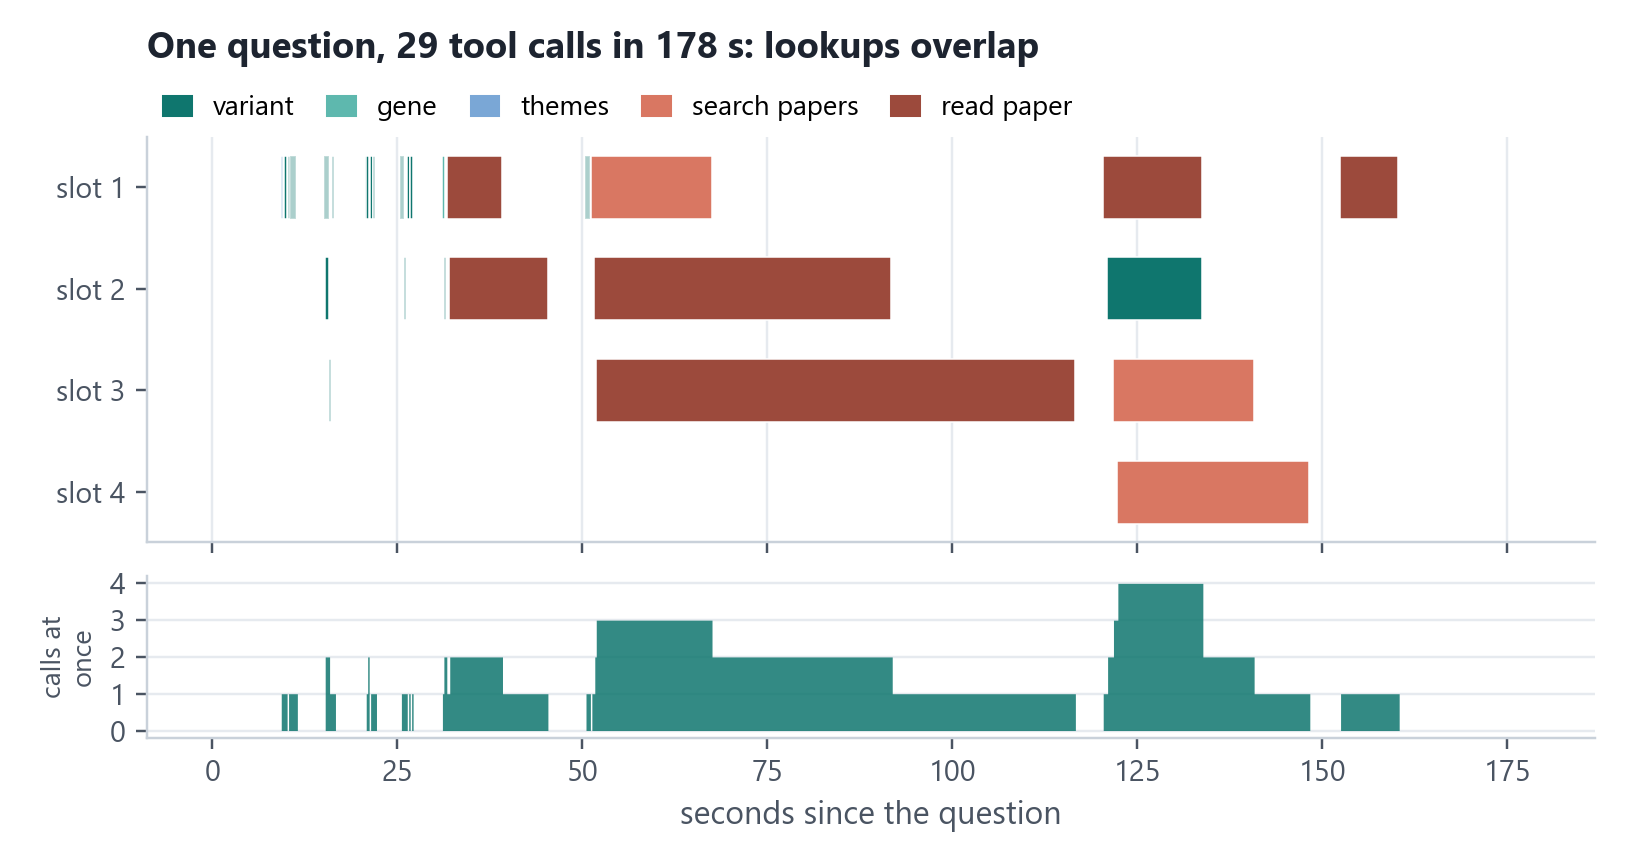 One question, 29 tool calls in 178 s: lookups overlap
variant gene themes search papers read paper
slot 1
slot 2
slot 3
slot 4
calls at
once
4
3
2
1
0
0 25 50 75 100 125 150 175
seconds since the question